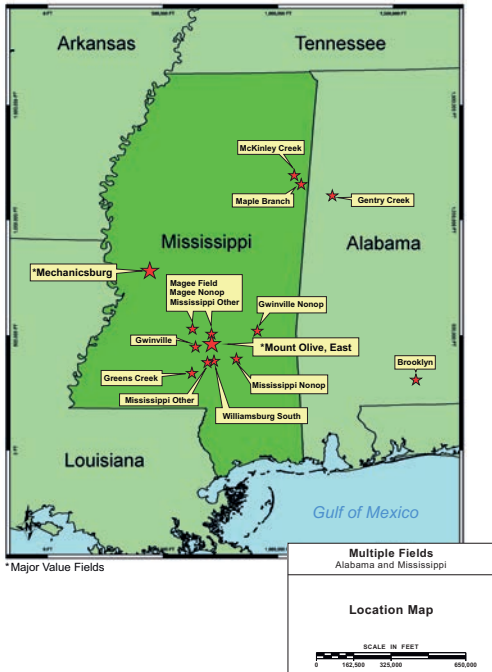 Arkansas
Tennessee
McKinley Creek
Maple Branch
Gentry Creek
Mississippi
Alabama
*Mechanicsburg
Magee Field
Magee Nonop
Mississippi Other
Gwinville Nonop
Gwinville
*Mount Olive, East
Brooklyn
Greens Creek
Mississippi Nonop
Mississippi Other
Williamsburg South
Louisiana
Gulf of Mexico
0 FT
*Major Value Fields
Multiple Fields
Alabama and Mississippi
Location Map
SCALE IN FEET
0 162,500 325,000 650,000